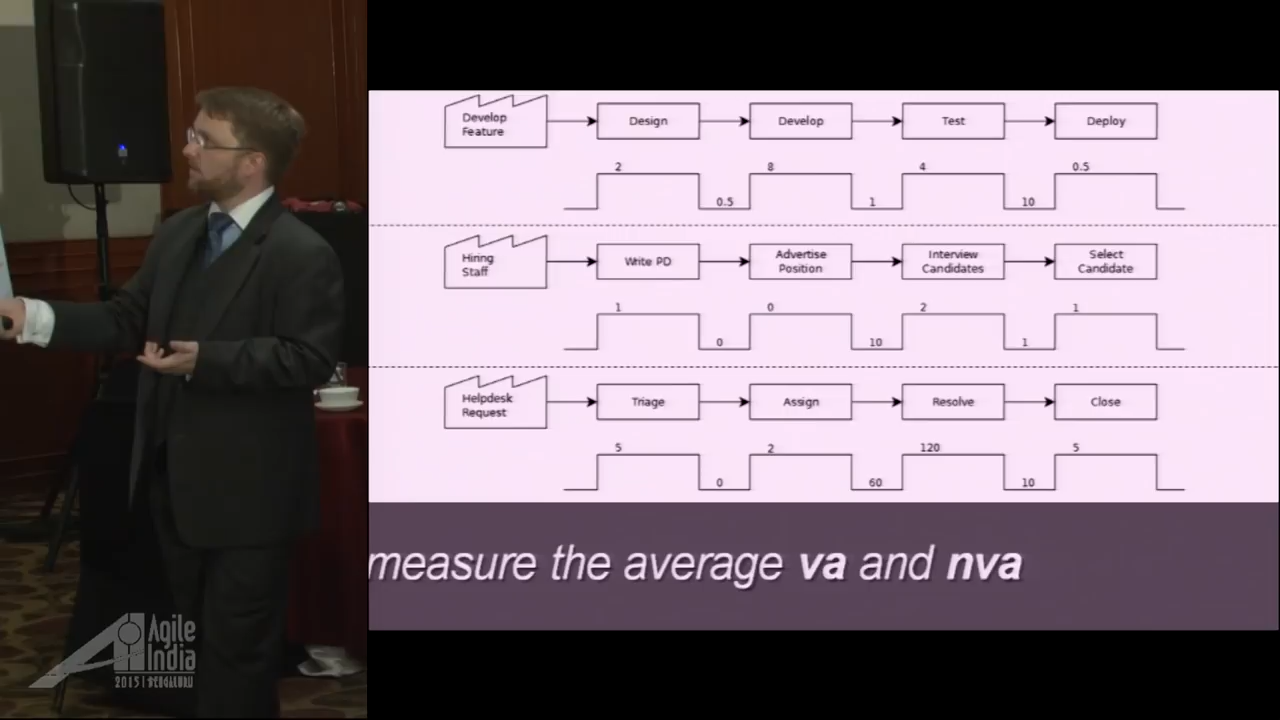 Develop
Feature
Design
Develop
Test
Deploy
2
0.5
8
1
4
10
0.5
Hiring
Staff
Write PD
Advertise
Position
Interview
Candidates
Select
Candidate
1
0
0
10
2
1
1
Helpdesk
Request
Triage
Assign
Resolve
Close
5
0
2
60
120
10
5
measure the average va and nva
Agile
India
2015 | BENGALURU